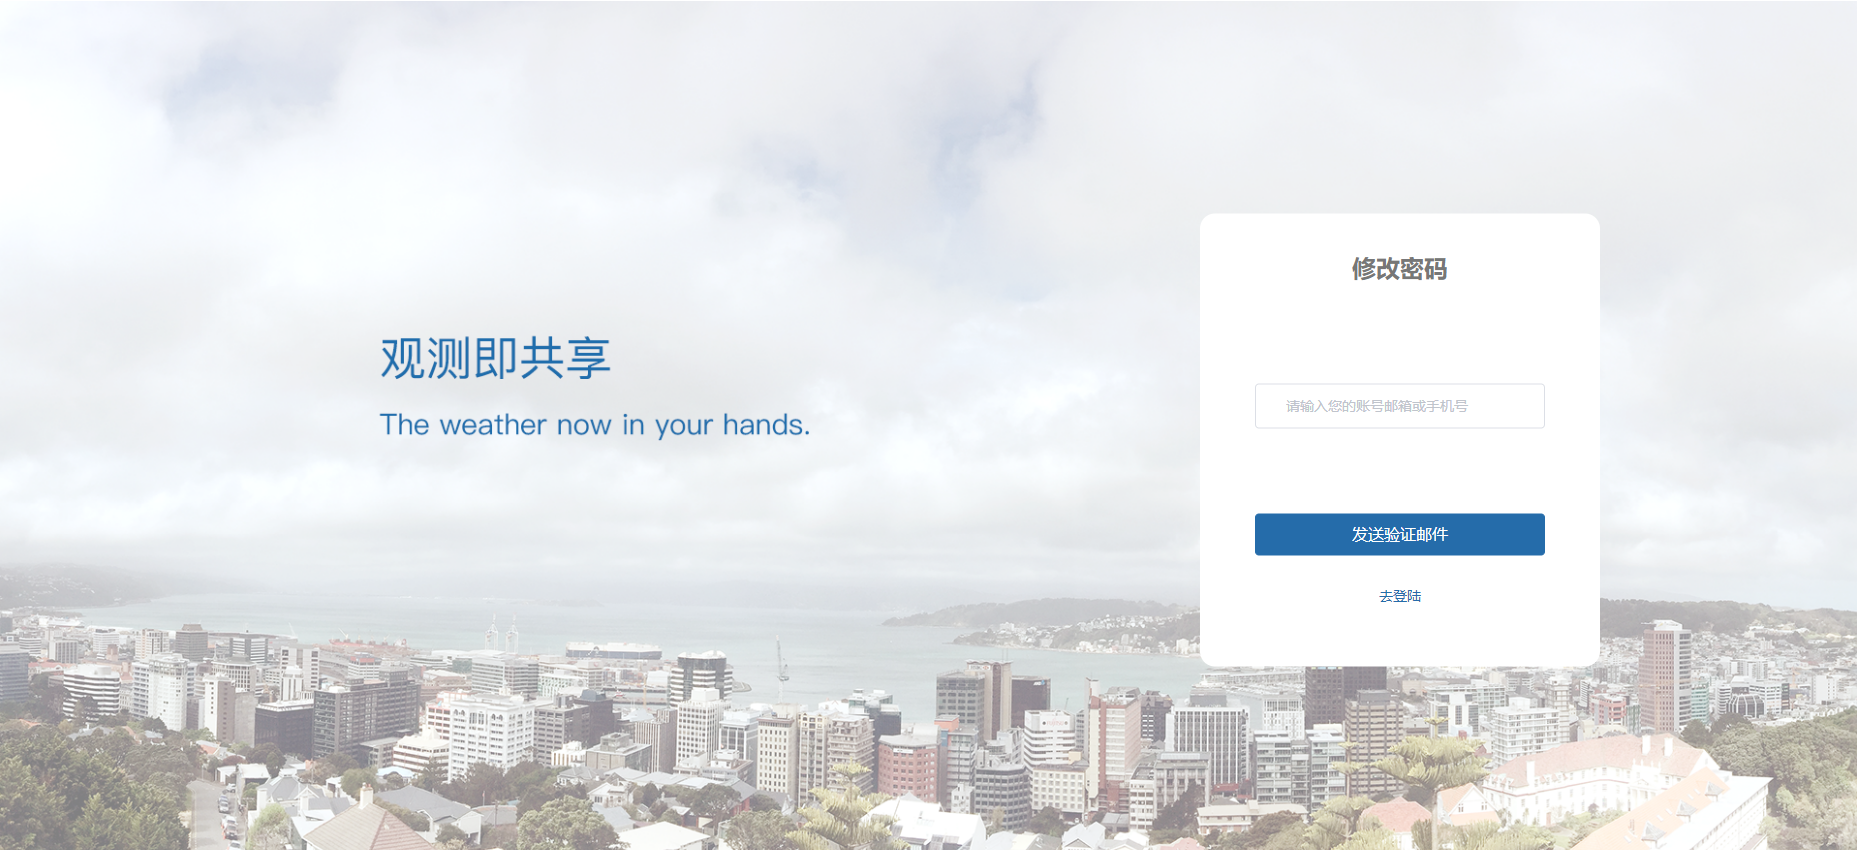 观测即共享
The weather now in your hands.
修改密码
请输入您的账号邮箱或手机号
发送验证邮件
去登陆